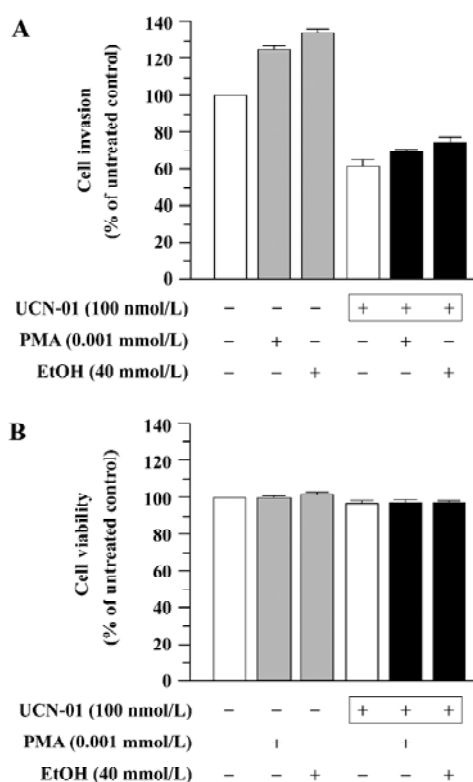 A
Cell invasion
(% of untreated control)
140
120
100
80
60
40
20
0
UCN-01 (100 nmol/L) – – – + + +
PMA (0.001 mmol/L) – + – – + –
EtOH (40 mmol/L) – – + – – +
B
Cell viability
(% of untreated control)
140
120
100
80
60
40
20
0
UCN-01 (100 nmol/L) – – – + + +
PMA (0.001 mmol/L) – ı – – ı –
EtOH (40 mmol/L) – – + – – +